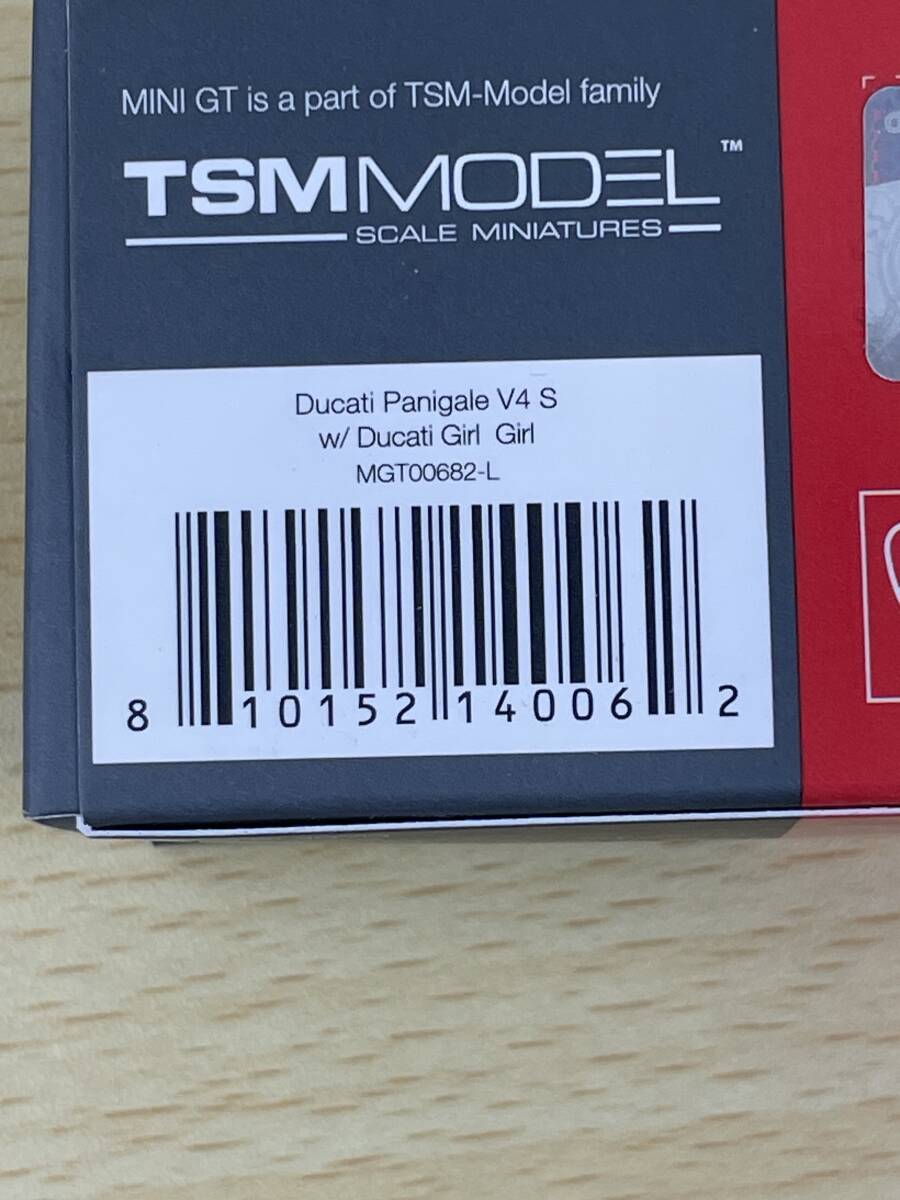 MINI GT is a part of TSM-Model family
TSMMODEL™
SCALE MINIATURES
Ducati Panigale V4 S
w/ Ducati Girl  Girl
MGT00682-L
8 10152 14006 2